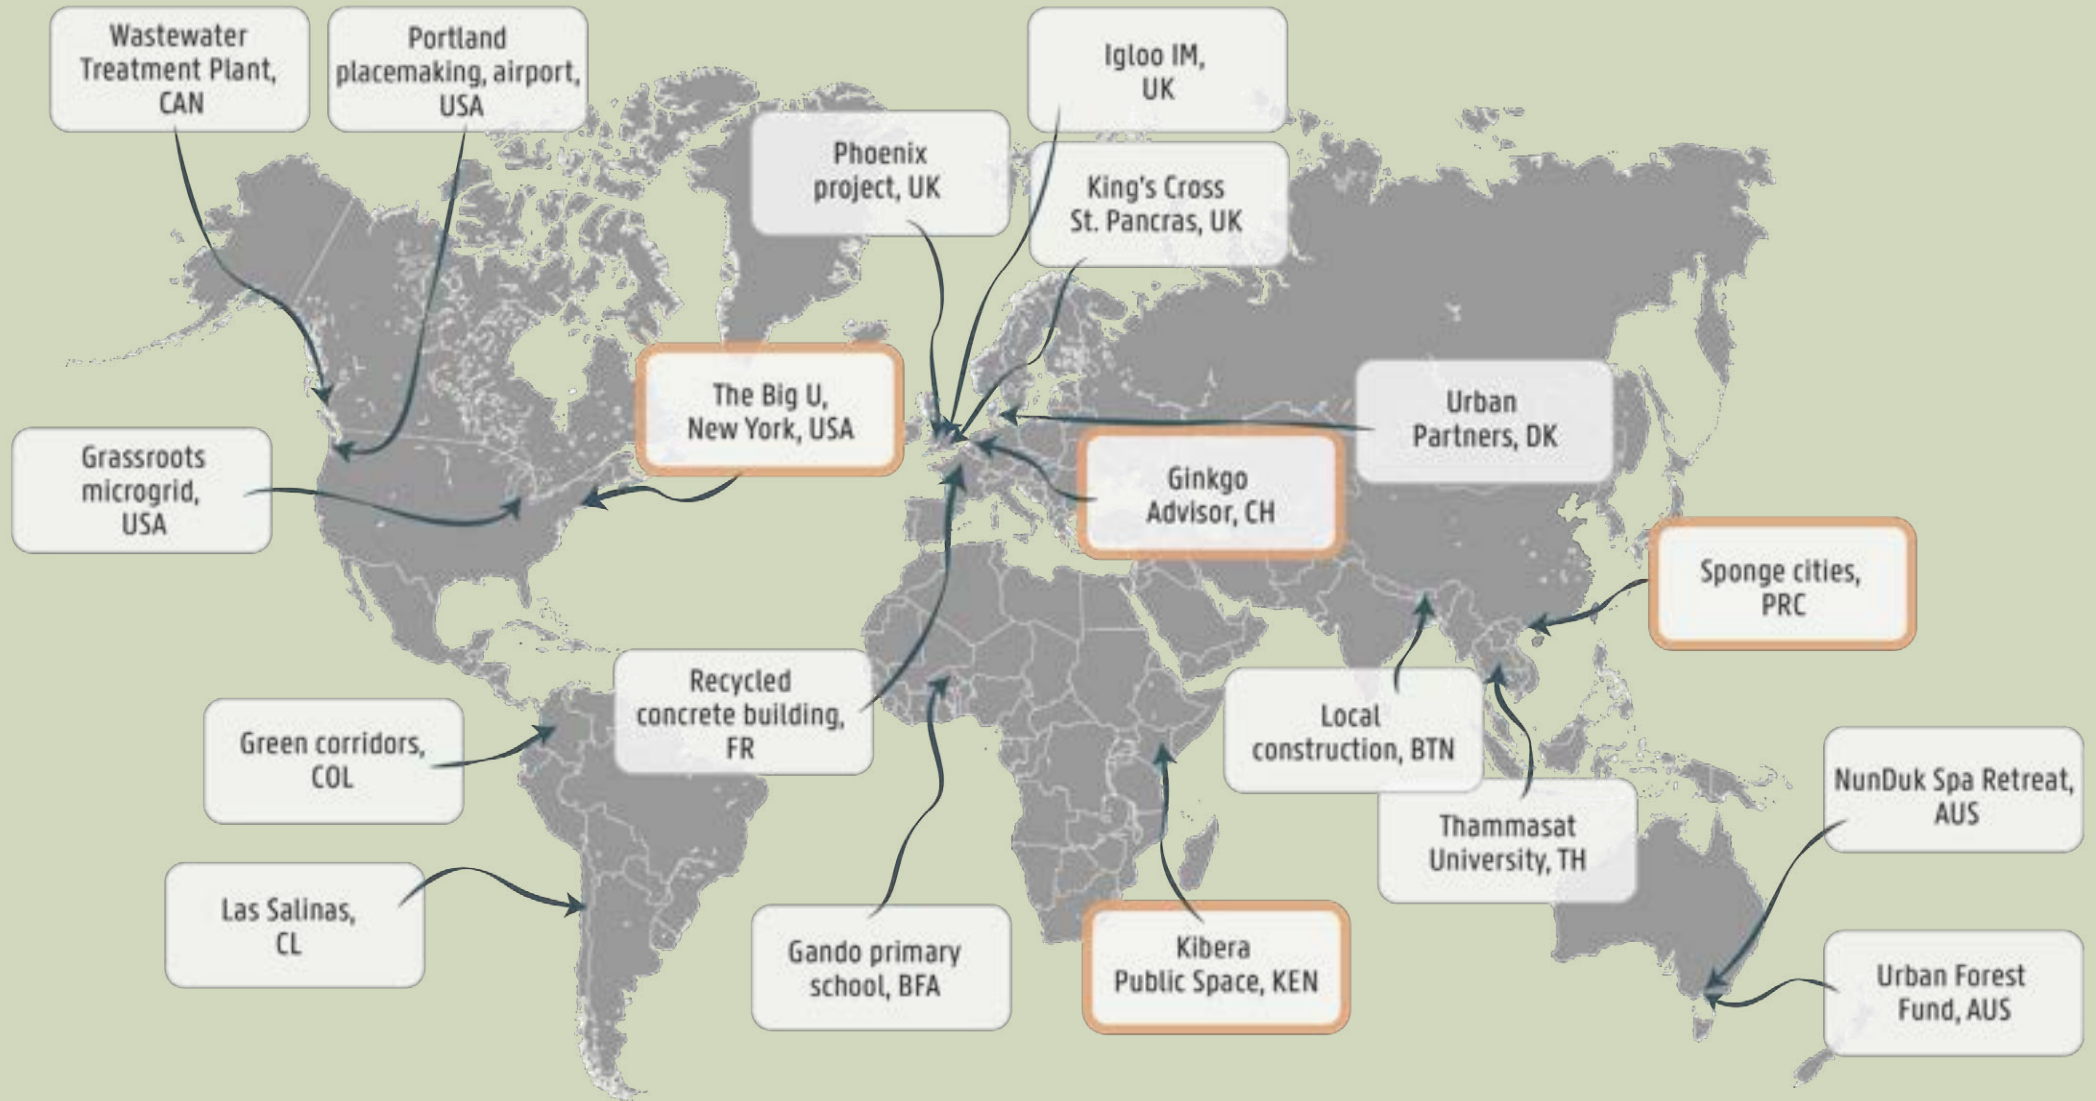 Wastewater
Treatment Plant,
CAN
Portland
placemaking, airport,
USA
Igloo IM,
UK
Phoenix
project, UK
King's Cross
St. Pancras, UK
The Big U,
New York, USA
Urban
Partners, DK
Grassroots
microgrid,
USA
Ginkgo
Advisor, CH
Sponge cities,
PRC
Recycled
concrete building,
FR
Green corridors,
COL
Local
construction, BTN
NunDuk Spa Retreat,
AUS
Thammasat
University, TH
Las Salinas,
CL
Gando primary
school, BFA
Kibera
Public Space, KEN
Urban Forest
Fund, AUS